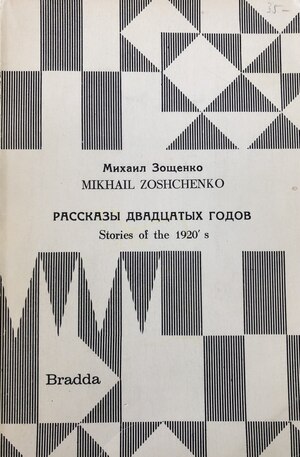 35-
Михаил Зощенко
MIKHAIL ZOSHCHENKO
РАССКАЗЫ ДВАДЦАТЫХ ГОДОВ
Stories of the 1920' s
Bradda